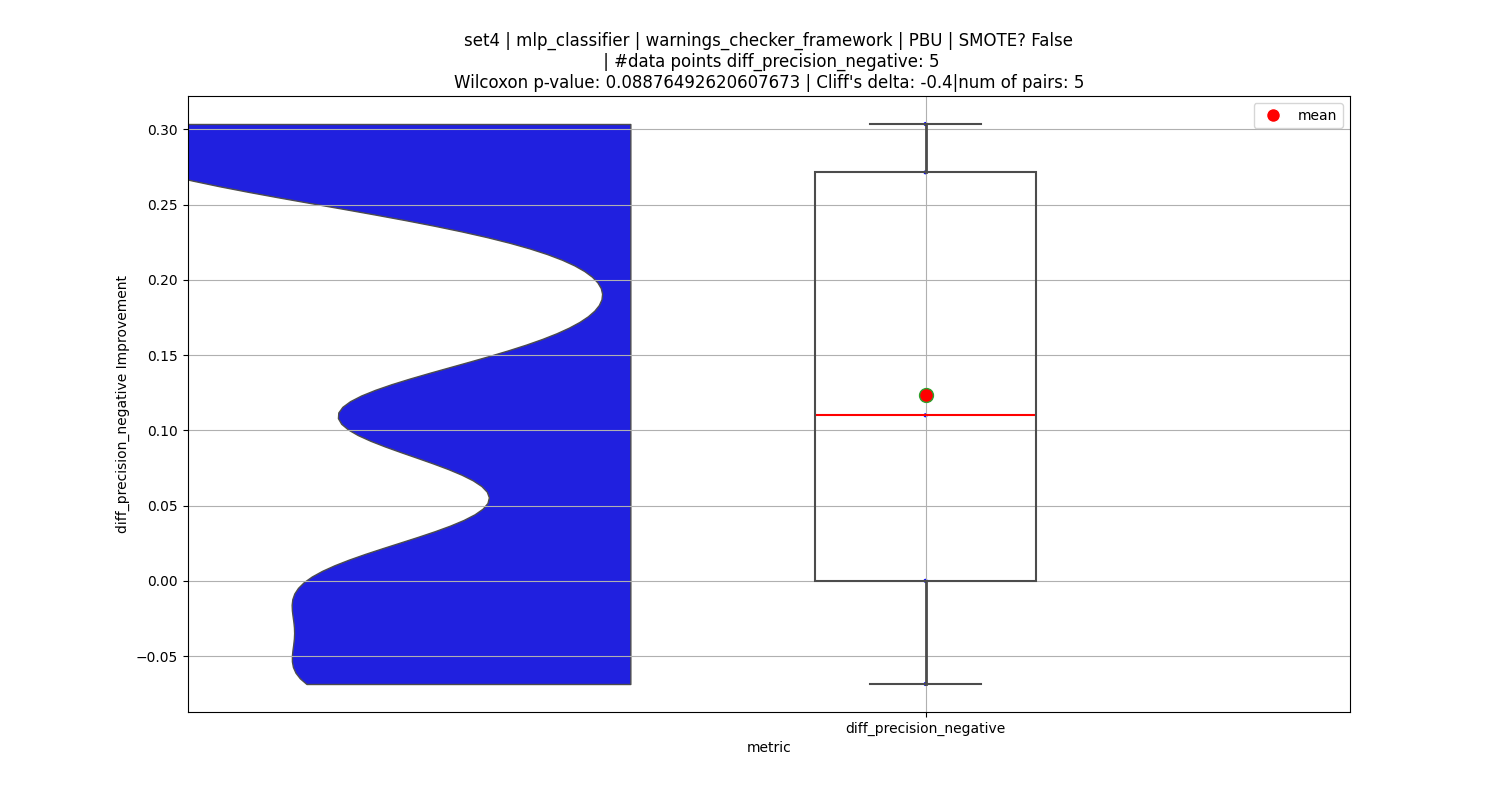 set4 | mlp_classifier | warnings_checker_framework | PBU | SMOTE? False
| #data points diff_precision_negative: 5
Wilcoxon p-value: 0.08876492620607673 | Cliff's delta: -0.4|num of pairs: 5
mean
0.30
0.25
0.20
0.15
0.10
0.05
0.00
−0.05
diff_precision_negative Improvement
diff_precision_negative
metric